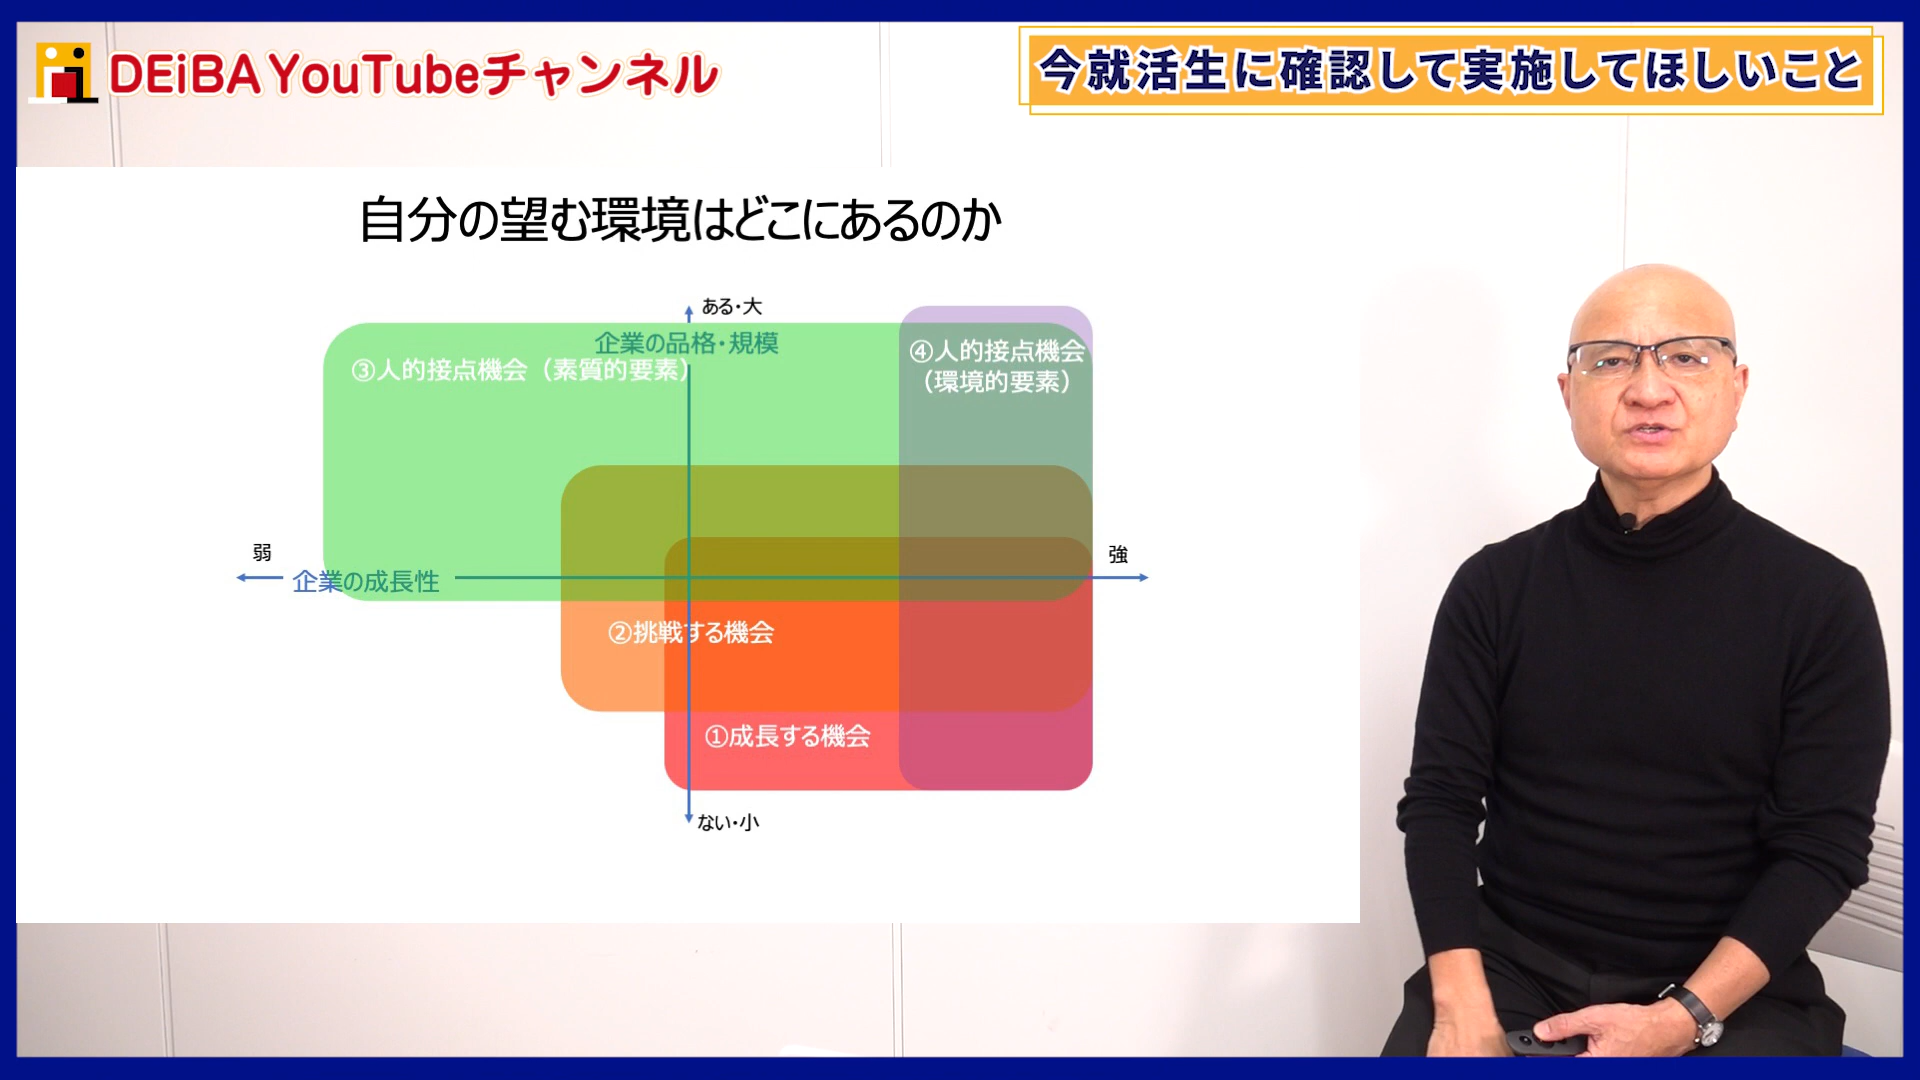 DEiBA YouTubeチャンネル
今就活生に確認して実施してほしいこと
自分の望む環境はどこにあるのか
ある・大
企業の品格・規模
③人的接点機会（素質的要素）
④人的接点機会
（環境的要素）
弱
企業の成長性
強
②挑戦する機会
①成長する機会
ない・小